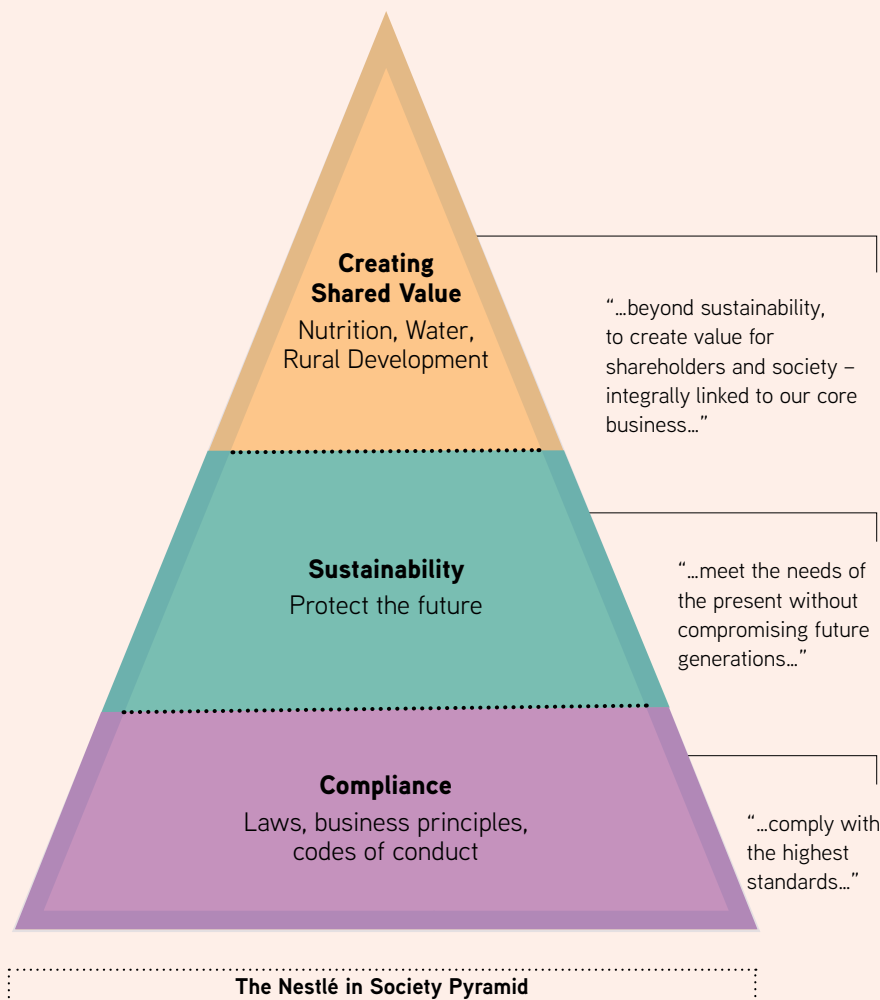 Creating
Shared Value
Nutrition, Water,
Rural Development
“…beyond sustainability,
to create value for
shareholders and society –
integrally linked to our core
business…”
Sustainability
Protect the future
“…meet the needs of
the present without
compromising future
generations…”
Compliance
Laws, business principles,
codes of conduct
“…comply with
the highest
standards…”
The Nestlé in Society Pyramid